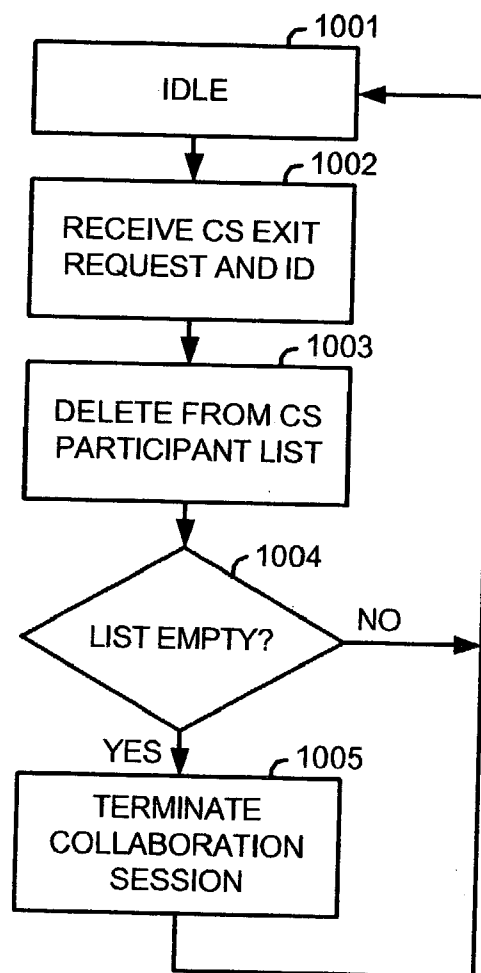 1001
IDLE
1002
RECEIVE CS EXIT
REQUEST AND ID
1003
DELETE FROM CS
PARTICIPANT LIST
1004
LIST EMPTY?
NO
YES
1005
TERMINATE
COLLABORATION
SESSION